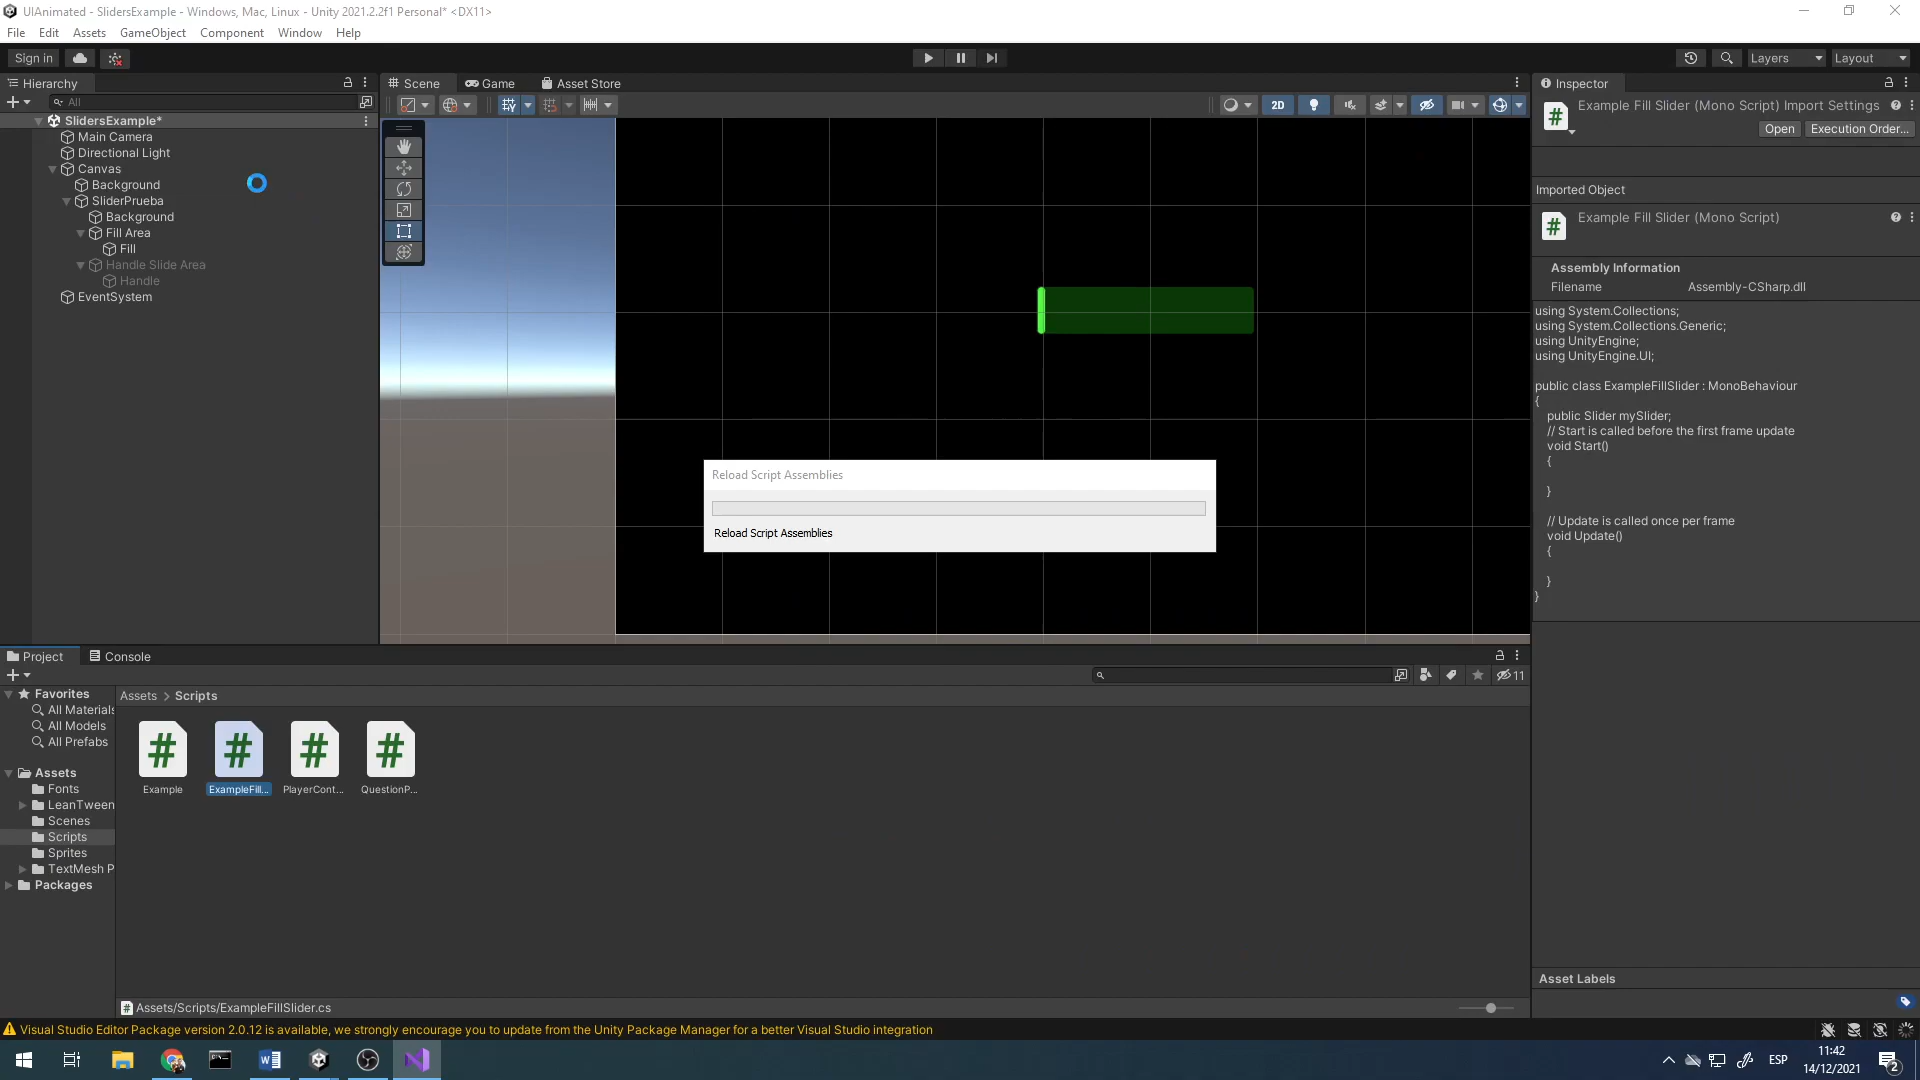 UIAnimated - SlidersExample - Windows, Mac, Linux - Unity 2021.2.2f1 Personal* <DX11>
File Edit Assets GameObject Component Window Help
Sign in
Layers
Layout
Hierarchy
All
SlidersExample*
Main Camera
Directional Light
Canvas
Background
SliderPrueba
Background
Fill Area
Fill
Handle Slide Area
Handle
EventSystem
Scene
Game
Asset Store
2D
Reload Script Assemblies
Reload Script Assemblies
Inspector
Example Fill Slider (Mono Script) Import Settings
Open
Execution Order...
Imported Object
Example Fill Slider (Mono Script)
Assembly Information
Filename Assembly-CSharp.dll
using System.Collections;
using System.Collections.Generic;
using UnityEngine;
using UnityEngine.UI;
public class ExampleFillSlider : MonoBehaviour
{
public Slider mySlider;
// Start is called before the first frame update
void Start()
{
}
// Update is called once per frame
void Update()
{
}
}
Asset Labels
Project
Console
11
Favorites
All Materials
All Models
All Prefabs
Assets
Fonts
LeanTween
Scenes
Scripts
Sprites
TextMesh P
Packages
Assets > Scripts
Example
ExampleFill...
PlayerCont...
QuestionP...
Assets/Scripts/ExampleFillSlider.cs
Visual Studio Editor Package version 2.0.12 is available, we strongly encourage you to update from the Unity Package Manager for a better Visual Studio integration
ESP
11:42
14/12/2021
2